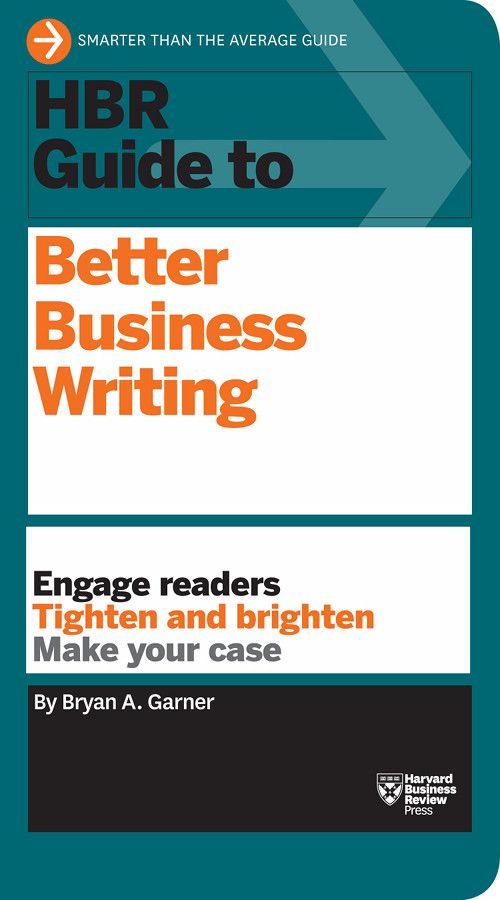 SMARTER THAN THE AVERAGE GUIDE
HBR
Guide to
Better
Business
Writing
Engage readers
Tighten and brighten
Make your case
By Bryan A. Garner
Harvard
Business
Review
Press